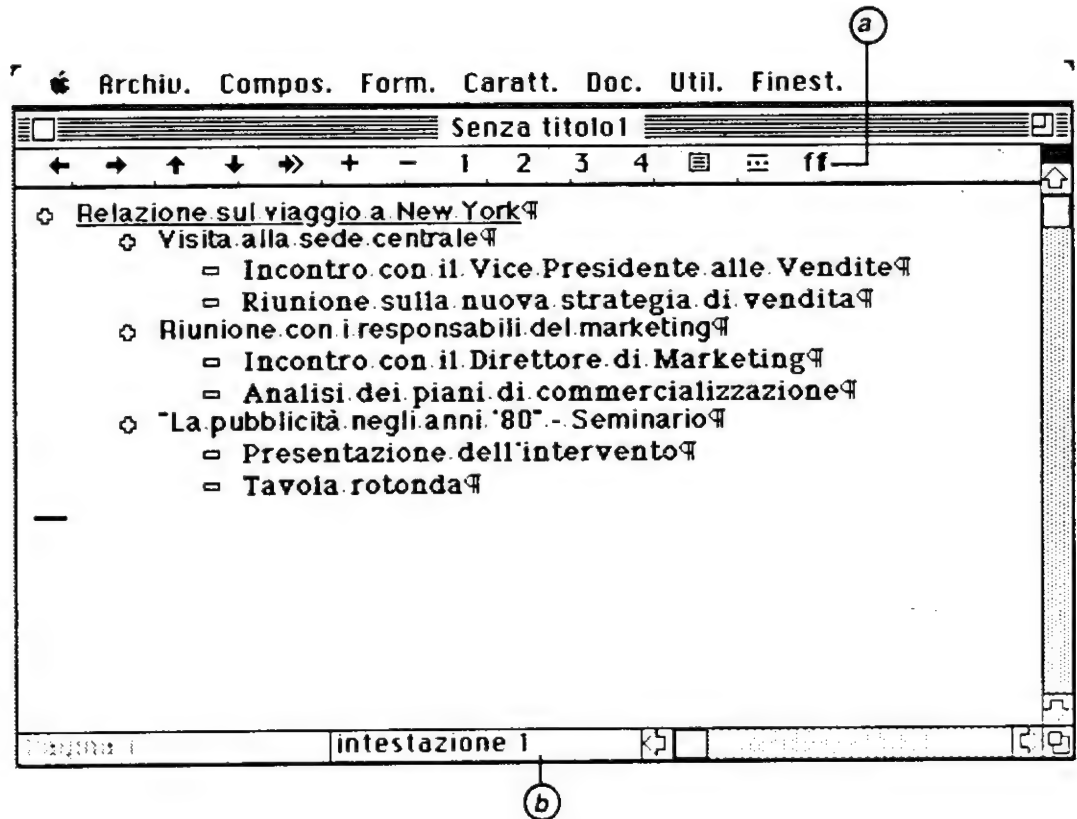 a
Archiv. Compos. Form. Caratt. Doc. Util. Finest.
Senza titolo1
← → ↑ ↓ + − 1 2 3 4 ff
Relazione sul viaggio a New York¶
Visita alla sede centrale¶
Incontro con il Vice Presidente alle Vendite¶
Riunione sulla nuova strategia di vendita¶
Riunione con i responsabili del marketing¶
Incontro con il Direttore di Marketing¶
Analisi dei piani di commercializzazione¶
"La pubblicità negli anni '80" - Seminario¶
Presentazione dell'intervento¶
Tavola rotonda¶
intestazione 1
b